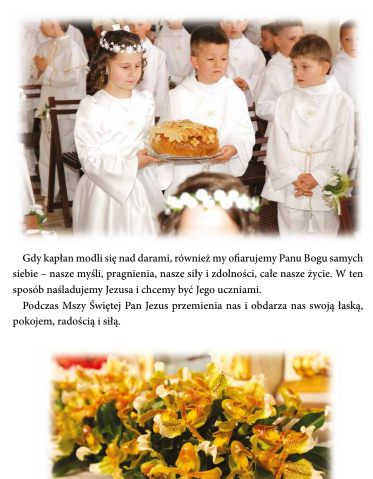 Gdy kapłan modli się nad darami, również my ofiarujemy Panu Bogu samych
siebie – nasze myśli, pragnienia, nasze siły i zdolności, całe nasze życie. W ten
sposób naśladujemy Jezusa i chcemy być Jego uczniami.
Podczas Mszy Świętej Pan Jezus przemienia nas i obdarza nas swoją łaską,
pokojem, radością i siłą.